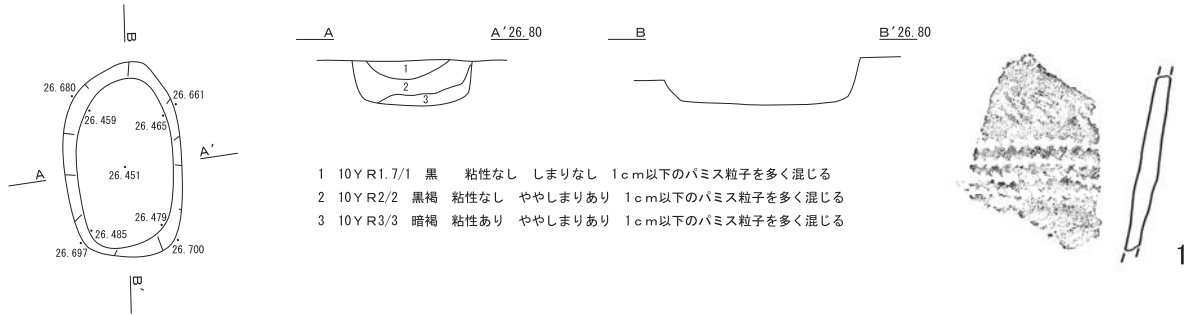 B
26.680
26.661
26.459
26.465
A
A'
26.451
26.479
26.485
26.697
26.700
B'
A A'26.80
1
2
3
B B'26.80
1 10YR1.7/1 黒 粘性なし しまりなし 1cm以下のパミス粒子を多く混じる
2 10YR2/2 黒褐 粘性なし ややしまりあり 1cm以下のパミス粒子を多く混じる
3 10YR3/3 暗褐 粘性あり ややしまりあり 1cm以下のパミス粒子を多く混じる
1